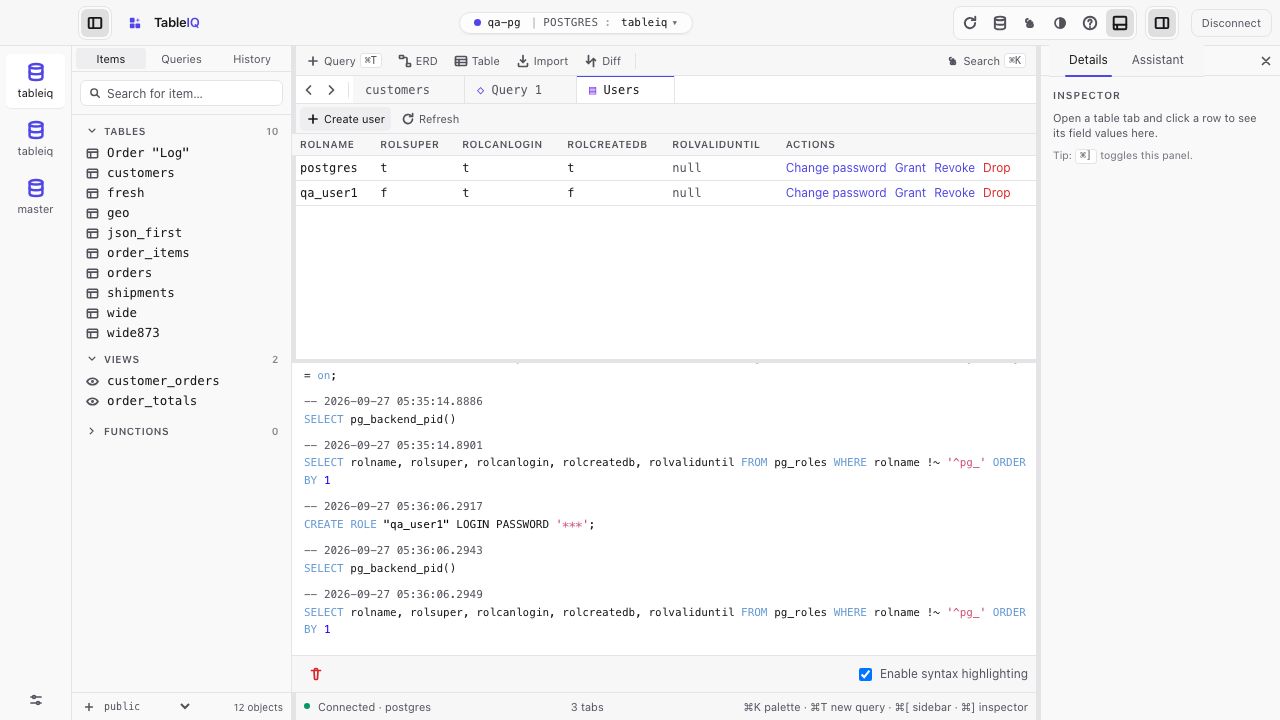 TableIQ
qa-pg | POSTGRES : tableiq ▾
Disconnect
tableiq
tableiq
master
Items Queries History
Search for item...
TABLES 10
Order "Log"
customers
fresh
geo
json_first
order_items
orders
shipments
wide
wide873
VIEWS 2
customer_orders
order_totals
FUNCTIONS 0
public
12 objects
Query ⌘T ERD Table Import Diff Search ⌘K
customers Query 1 Users
Create user Refresh
ROLNAME ROLSUPER ROLCANLOGIN ROLCREATEDB ROLVALIDUNTIL ACTIONS
postgres t t t null Change password Grant Revoke Drop
qa_user1 f t f null Change password Grant Revoke Drop
= on;
-- 2026-09-27 05:35:14.8886
SELECT pg_backend_pid()
-- 2026-09-27 05:35:14.8901
SELECT rolname, rolsuper, rolcanlogin, rolcreatedb, rolvaliduntil FROM pg_roles WHERE rolname !~ '^pg_' ORDER
BY 1
-- 2026-09-27 05:36:06.2917
CREATE ROLE "qa_user1" LOGIN PASSWORD '***';
-- 2026-09-27 05:36:06.2943
SELECT pg_backend_pid()
-- 2026-09-27 05:36:06.2949
SELECT rolname, rolsuper, rolcanlogin, rolcreatedb, rolvaliduntil FROM pg_roles WHERE rolname !~ '^pg_' ORDER
BY 1
Enable syntax highlighting
Connected · postgres
3 tabs
⌘K palette · ⌘T new query · ⌘[ sidebar · ⌘] inspector
Details Assistant
INSPECTOR
Open a table tab and click a row to see
its field values here.
Tip: ⌘] toggles this panel.